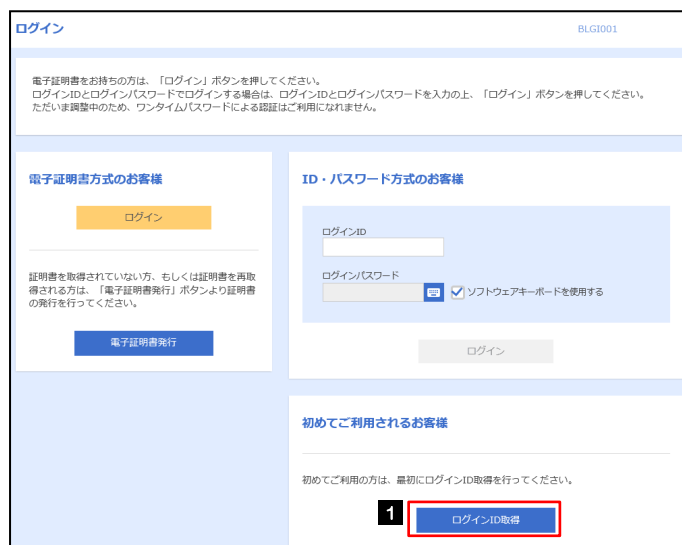 ログイン
BLGI001
電子証明書をお持ちの方は、「ログイン」ボタンを押してください。
ログインIDとログインパスワードでログインする場合は、ログインIDとログインパスワードを入力の上、「ログイン」ボタンを押してください。
ただいま調整中のため、ワンタイムパスワードによる認証はご利用になれません。
電子証明書方式のお客様
ログイン
証明書を取得されていない方、もしくは証明書を再取
得される方は、「電子証明書発行」ボタンより証明書
の発行を行ってください。
電子証明書発行
ID・パスワード方式のお客様
ログインID
ログインパスワード
ソフトウェアキーボードを使用する
ログイン
初めてご利用されるお客様
初めてご利用の方は、最初にログインID取得を行ってください。
1
ログインID取得